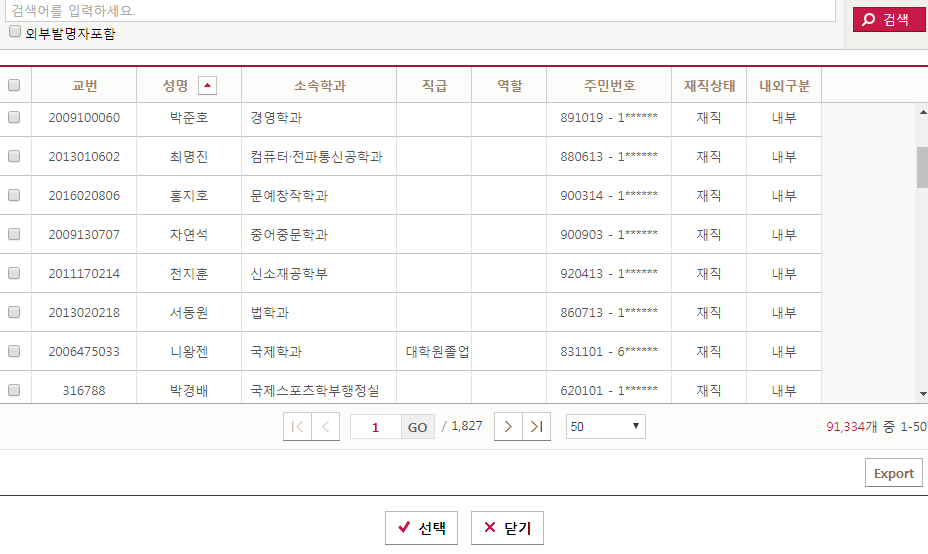 검색어를 입력하세요. 검색
외부발명자포함
교번 성명 소속학과 직급 역할 주민번호 재직상태 내외구분
2009100060 박준호 경영학과 891019 - 1****** 재직 내부
2013010602 최명진 컴퓨터·전파통신공학과 880613 - 1****** 재직 내부
2016020806 홍지호 문예창작학과 900314 - 1****** 재직 내부
2009130707 차연석 중어중문학과 900903 - 1****** 재직 내부
2011170214 천지훈 신소재공학부 920413 - 1****** 재직 내부
2013020218 서동원 법학과 860713 - 1****** 재직 내부
2006475033 니왕젠 국제학과 대학원졸업 831101 - 6****** 재직 내부
316788 박경배 국제스포츠학부행정실 620101 - 1****** 재직 내부
1 GO / 1,827 50 91,334개 중 1-50
Export
선택 닫기